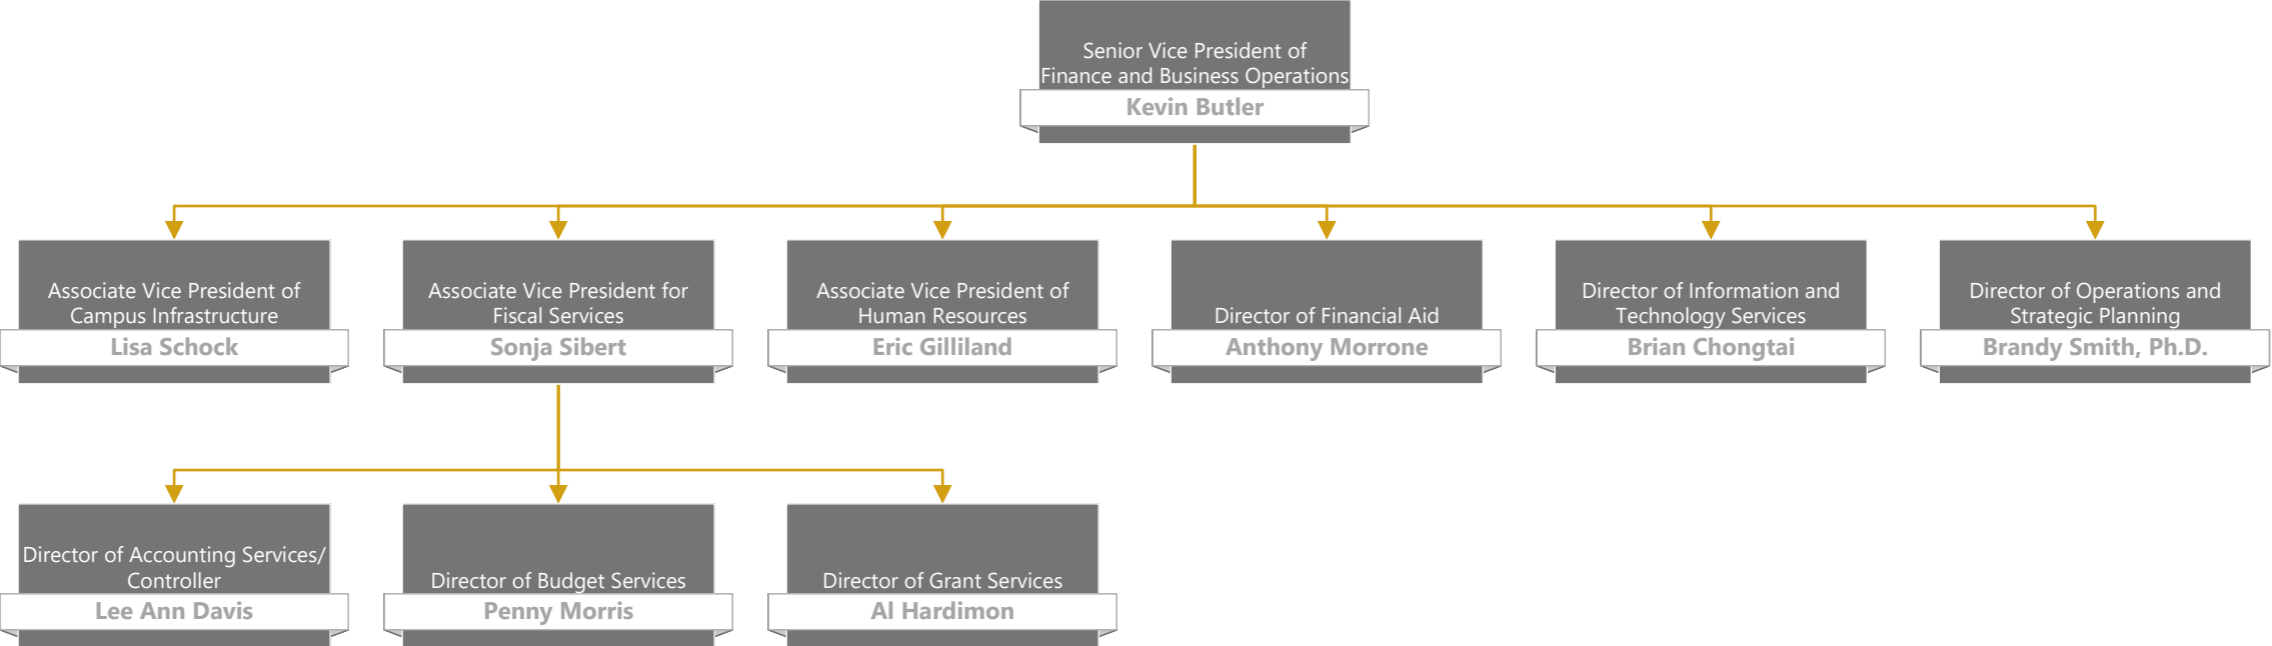 Senior Vice President of
Finance and Business Operations
Kevin Butler
Associate Vice President of
Campus Infrastructure
Lisa Schock
Associate Vice President for
Fiscal Services
Sonja Sibert
Associate Vice President of
Human Resources
Eric Gilliland
Director of Financial Aid
Anthony Morrone
Director of Information and
Technology Services
Brian Chongtai
Director of Operations and
Strategic Planning
Brandy Smith, Ph.D.
Director of Accounting Services/
Controller
Lee Ann Davis
Director of Budget Services
Penny Morris
Director of Grant Services
Al Hardimon